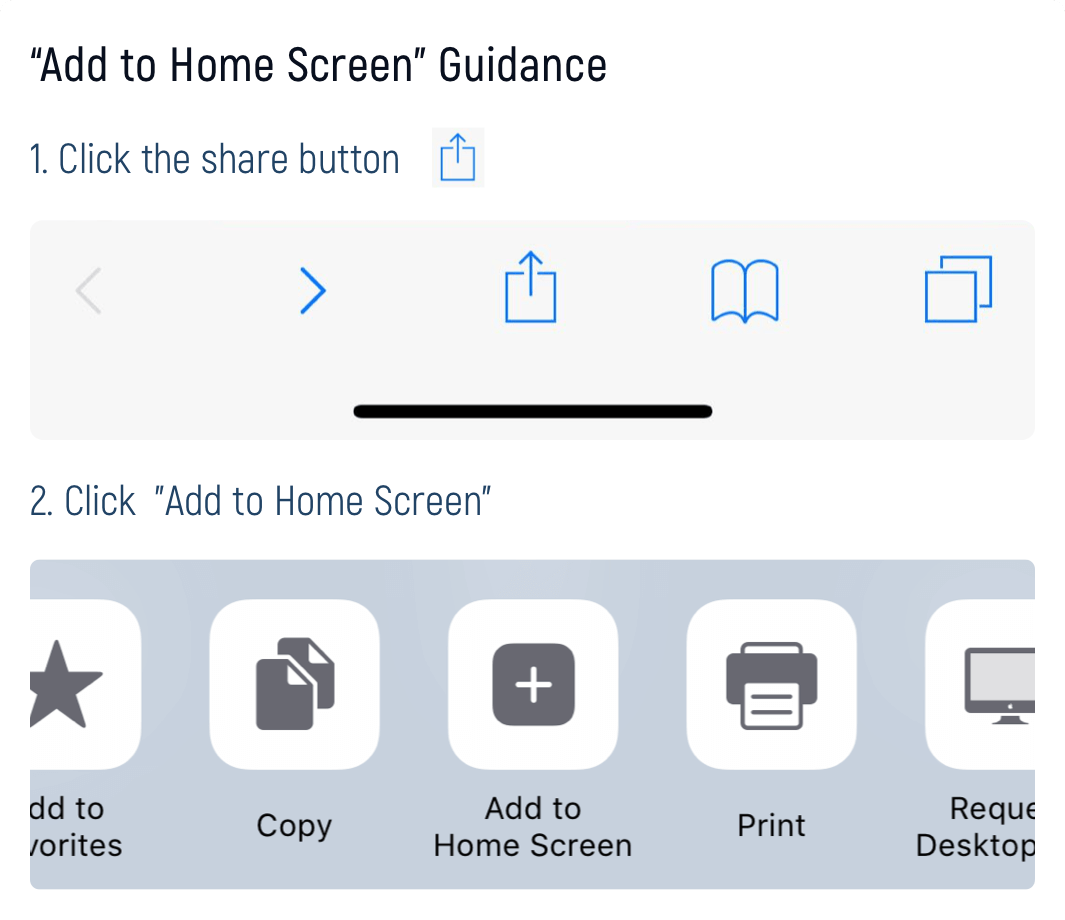 “Add to Home Screen” Guidance
1. Click the share button
2. Click "Add to Home Screen"
dd to
vorites
Copy
Add to
Home Screen
Print
Reque
Desktop